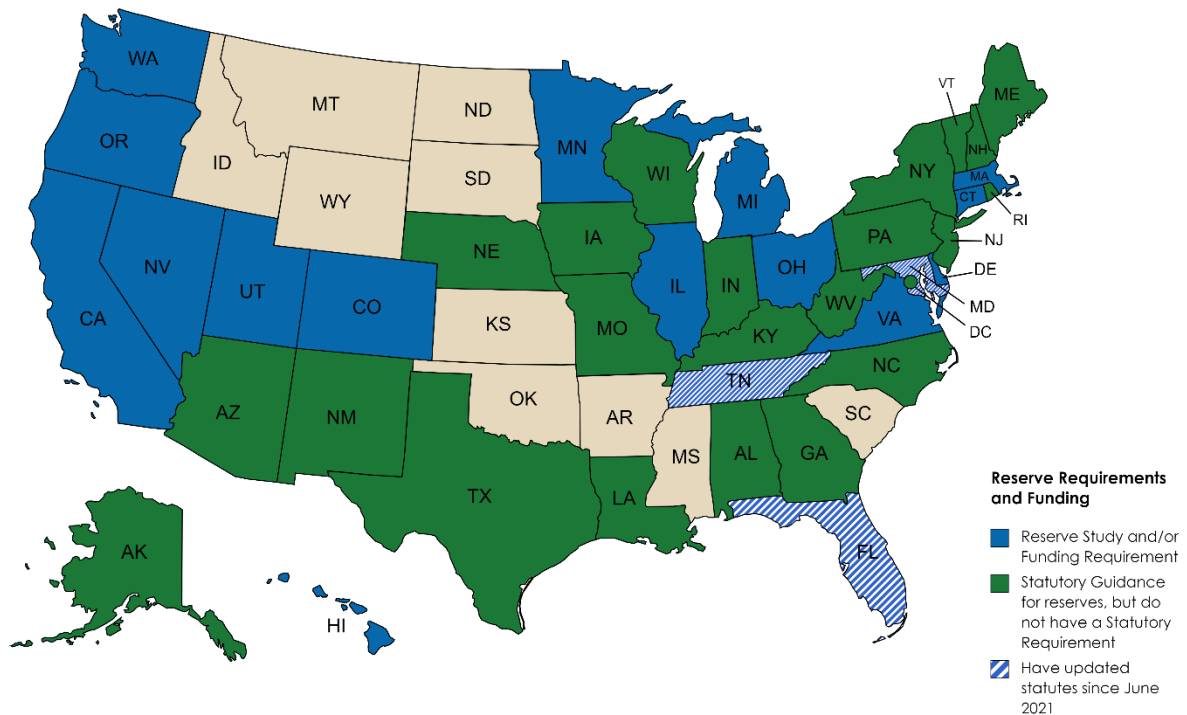 WA
MT
ND
VT
ME
OR
MN
ID
SD
WI
NY
NH
WY
MI
MA
CT
RI
IA
PA
NJ
NE
NV
OH
DE
UT
IL
IN
CO
WV
MD
CA
KS
MO
VA
DC
KY
NC
TN
OK
AZ
NM
AR
SC
MS
AL
GA
TX
LA
AK
FL
HI
Reserve Requirements
and Funding
Reserve Study and/or
Funding Requirement
Statutory Guidance
for reserves, but do
not have a Statutory
Requirement
Have updated
statutes since June
2021